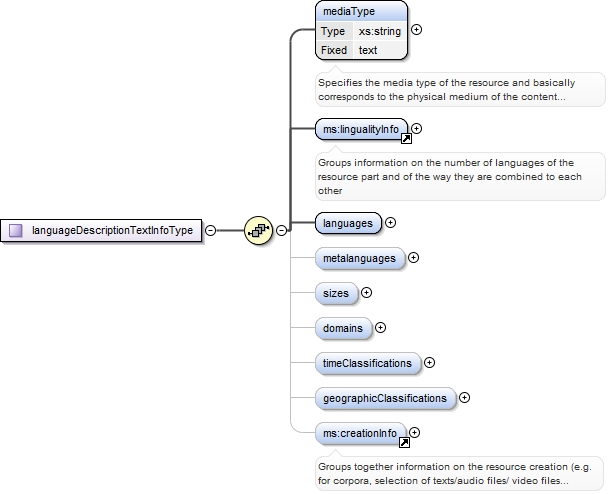 mediaType
Type xs:string
Fixed text
Specifies the media type of the resource and basically
corresponds to the physical medium of the content...
ms:lingualityInfo
Groups information on the number of languages of the
resource part and of the way they are combined to each
other
languageDescriptionTextInfoType
languages
metalanguages
sizes
domains
timeClassifications
geographicClassifications
ms:creationInfo
Groups together information on the resource creation (e.g.
for corpora, selection of texts/audio files/ video files...